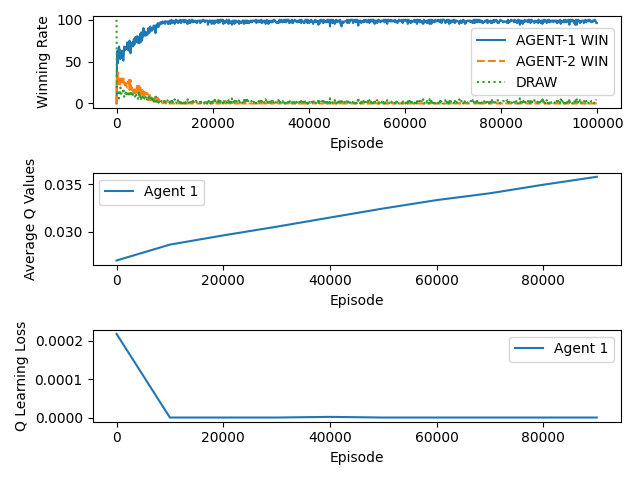 Winning Rate
100
50
0
AGENT-1 WIN
AGENT-2 WIN
DRAW
0 20000 40000 60000 80000 100000
Episode
Average Q Values
0.035
0.030
Agent 1
0 20000 40000 60000 80000
Episode
Q Learning Loss
0.0002
0.0001
0.0000
Agent 1
0 20000 40000 60000 80000
Episode